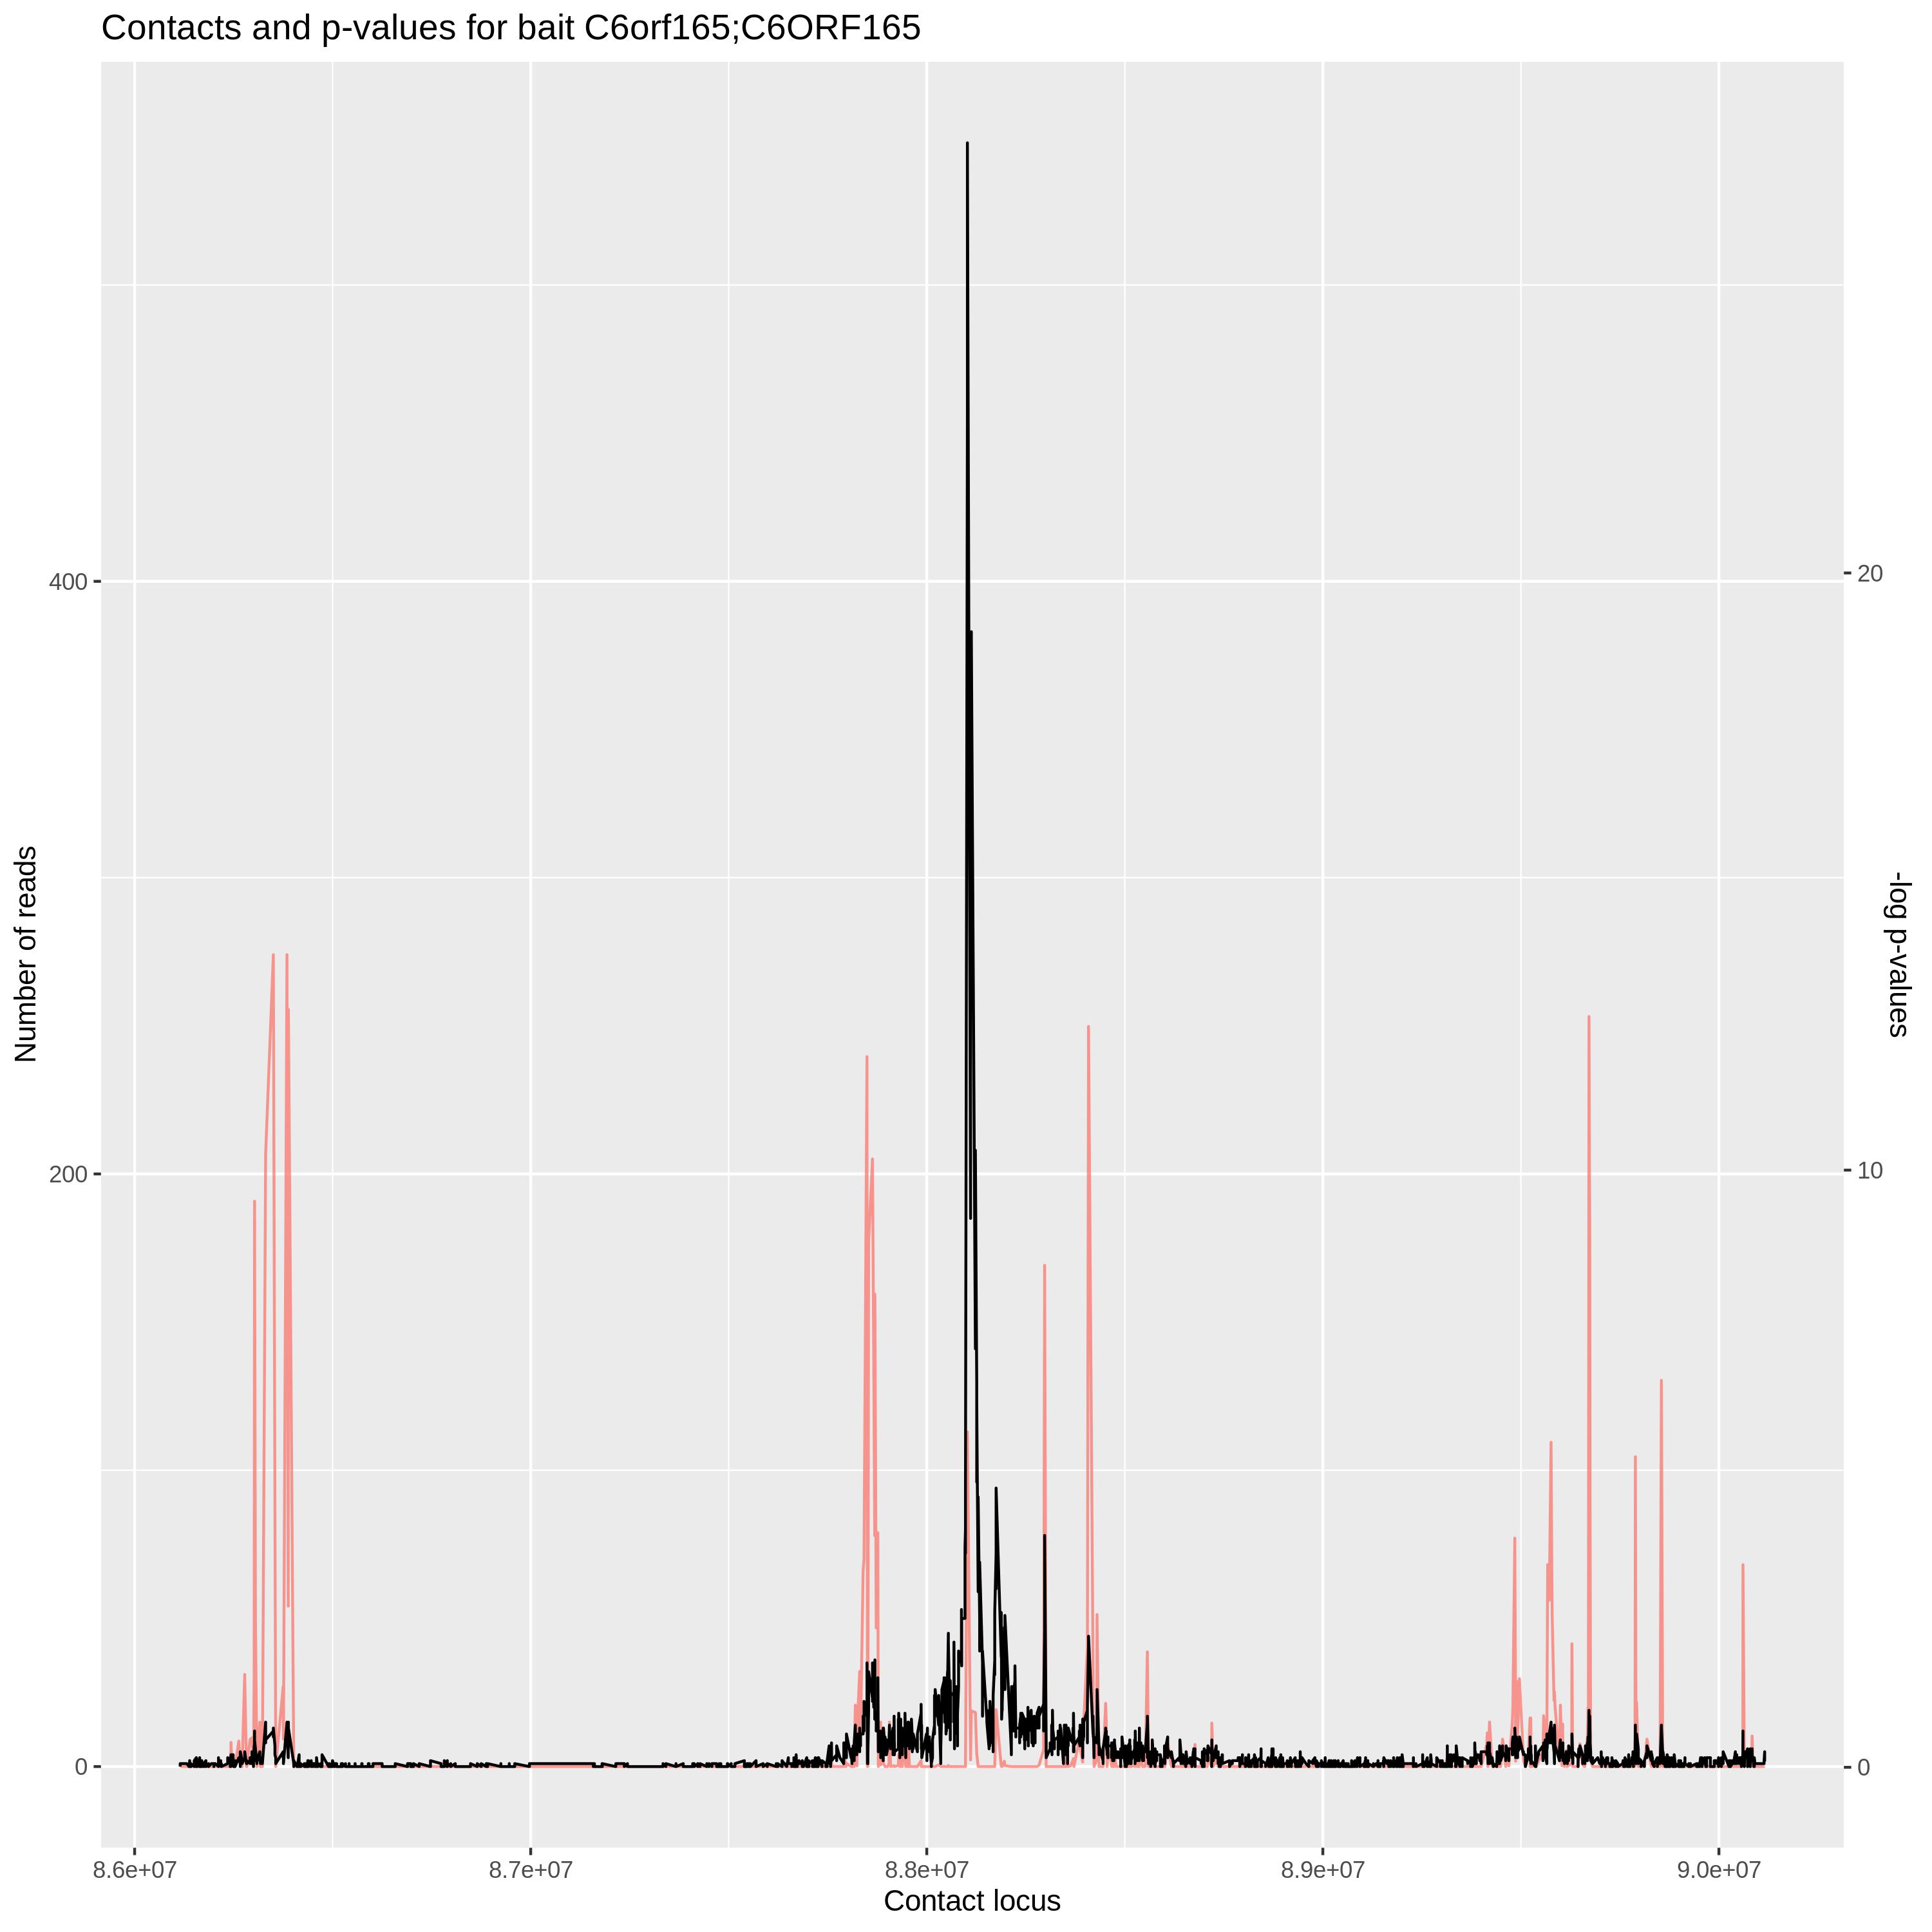 Contacts and p-values for bait C6orf165;C6ORF165
Number of reads
400
200
0
20
10
0
-log p-values
8.6e+07 8.7e+07 8.8e+07 8.9e+07 9.0e+07
Contact locus